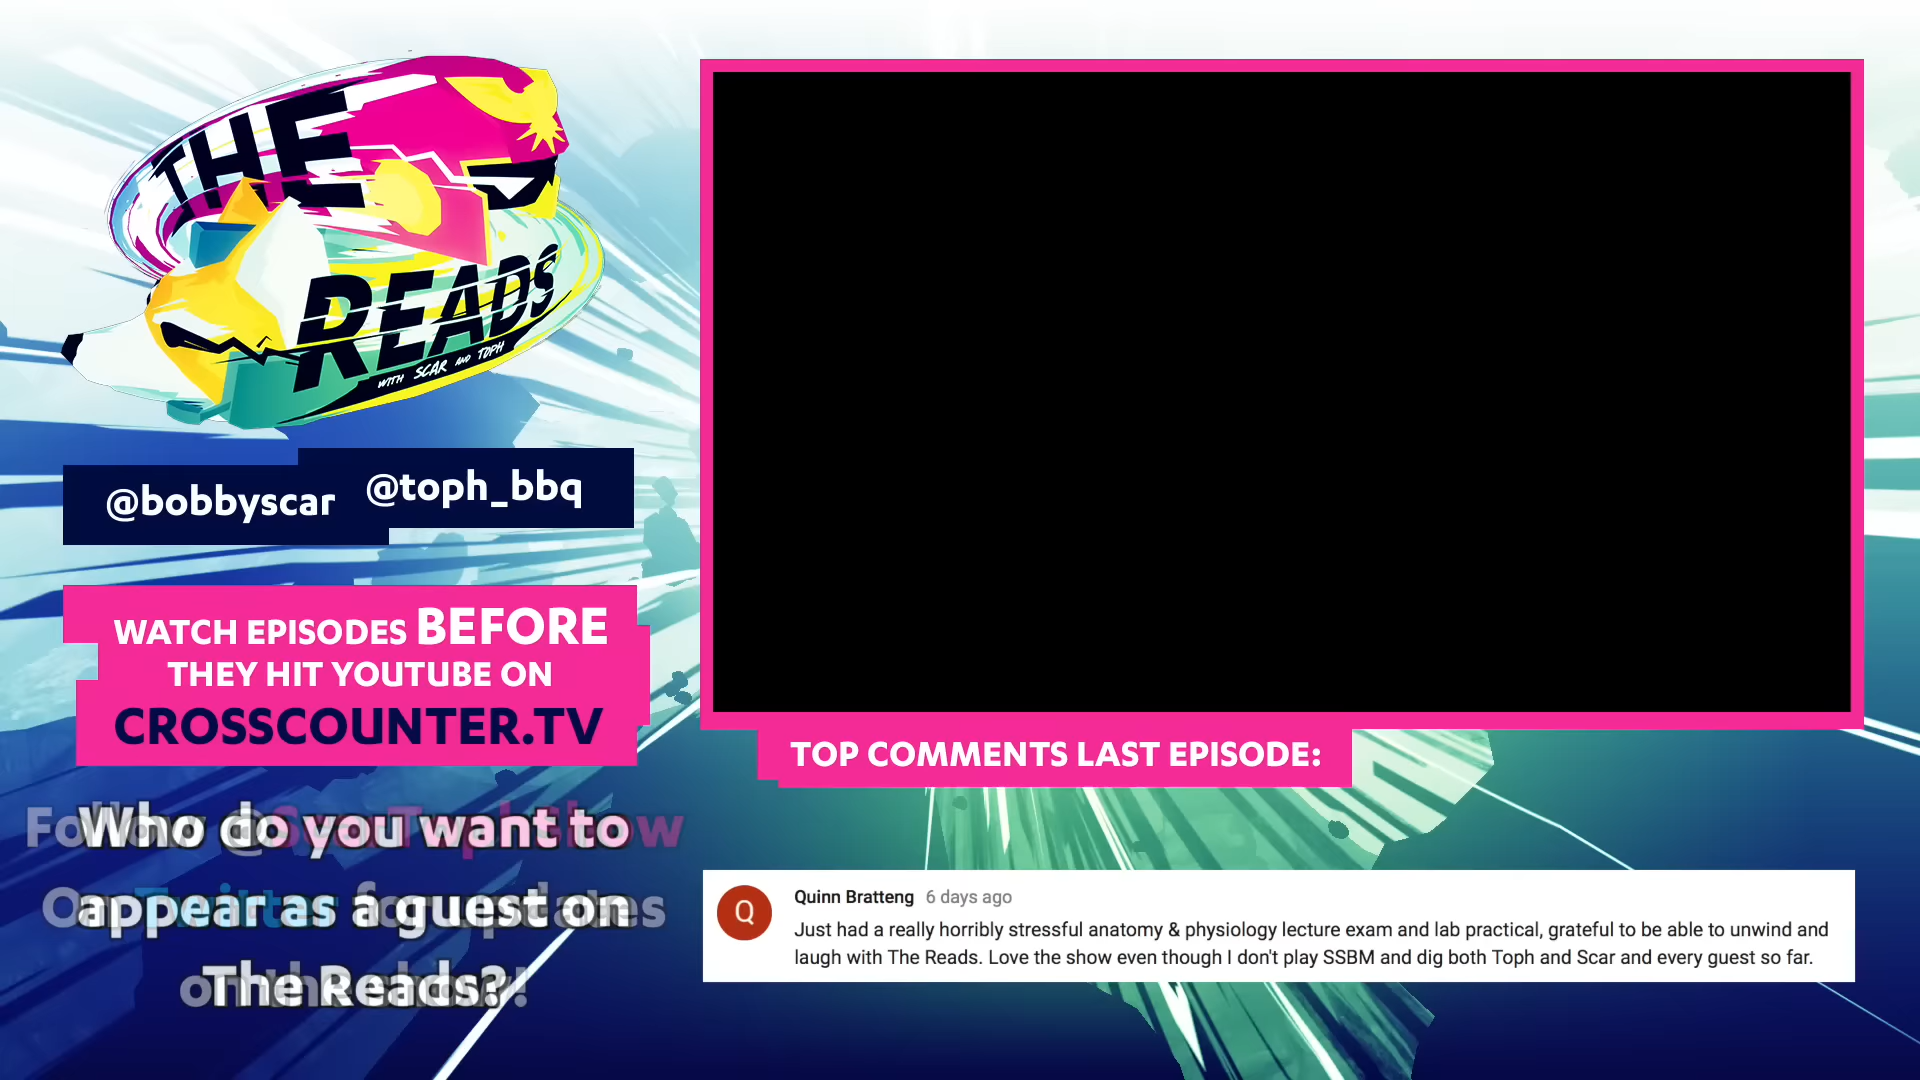 THE
READS
WITH SCAR AND TOPH
@bobbyscar
@toph_bbq
WATCH EPISODES BEFORE
THEY HIT YOUTUBE ON
CROSSCOUNTER.TV
Who do you want to
appear as a guest on
The Reads?
TOP COMMENTS LAST EPISODE:
Q
Quinn Bratteng 6 days ago
Just had a really horribly stressful anatomy & physiology lecture exam and lab practical, grateful to be able to unwind and
laugh with The Reads. Love the show even though I don't play SSBM and dig both Toph and Scar and every guest so far.